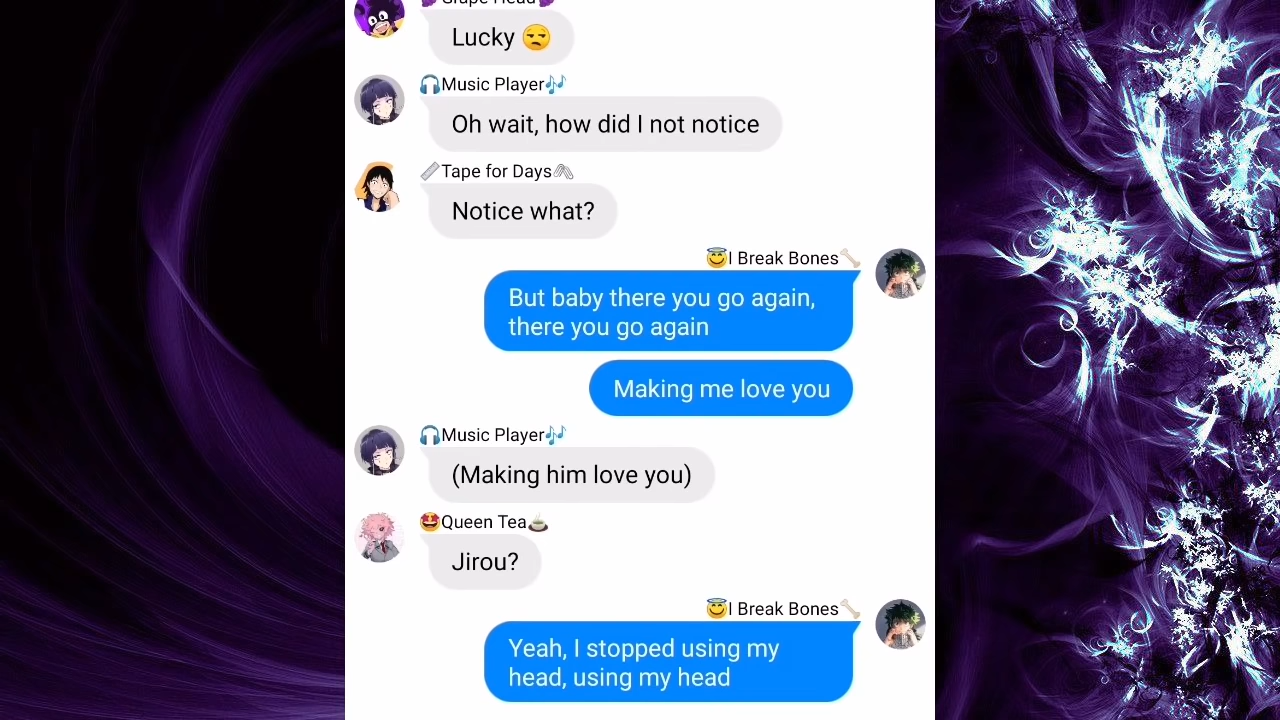 🍇Grape Head🍇
Lucky 😒
🎧Music Player🎶
Oh wait, how did I not notice
📏Tape for Days🖇
Notice what?
😇I Break Bones🦴
But baby there you go again,
there you go again
Making me love you
🎧Music Player🎶
(Making him love you)
🤩Queen Tea🍵
Jirou?
😇I Break Bones🦴
Yeah, I stopped using my
head, using my head